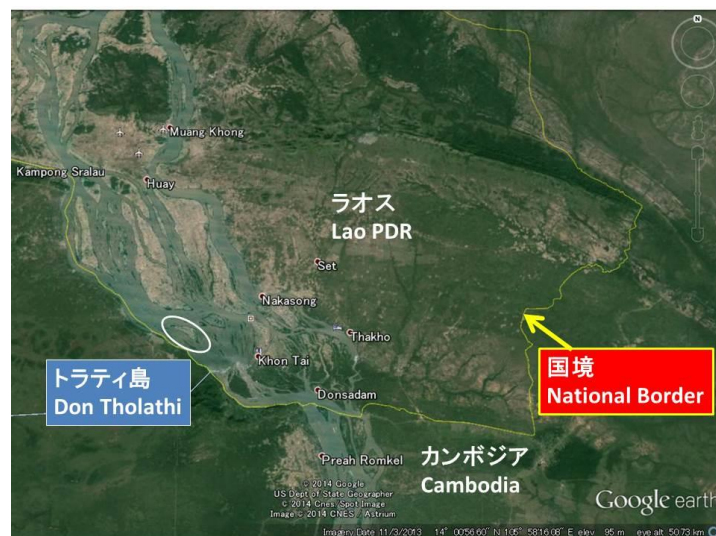 N
Muang Khong
Kampong Sralau
Huay
ラオス
Lao PDR
Set
Nakasong
Thakho
Khon Tai
トラティ島
Don Tholathi
国境
National Border
Donsadam
Preah Romkel
カンボジア
Cambodia
© 2014 Google
US Dept of State Geographer
© 2014 Cnes/Spot Image
Image © 2014 CNES / Astrium
Google earth
Imagery Date: 11/3/2013 14° 00'56.60" N 105° 58'16.08" E elev 95 m eye alt 50.73 km